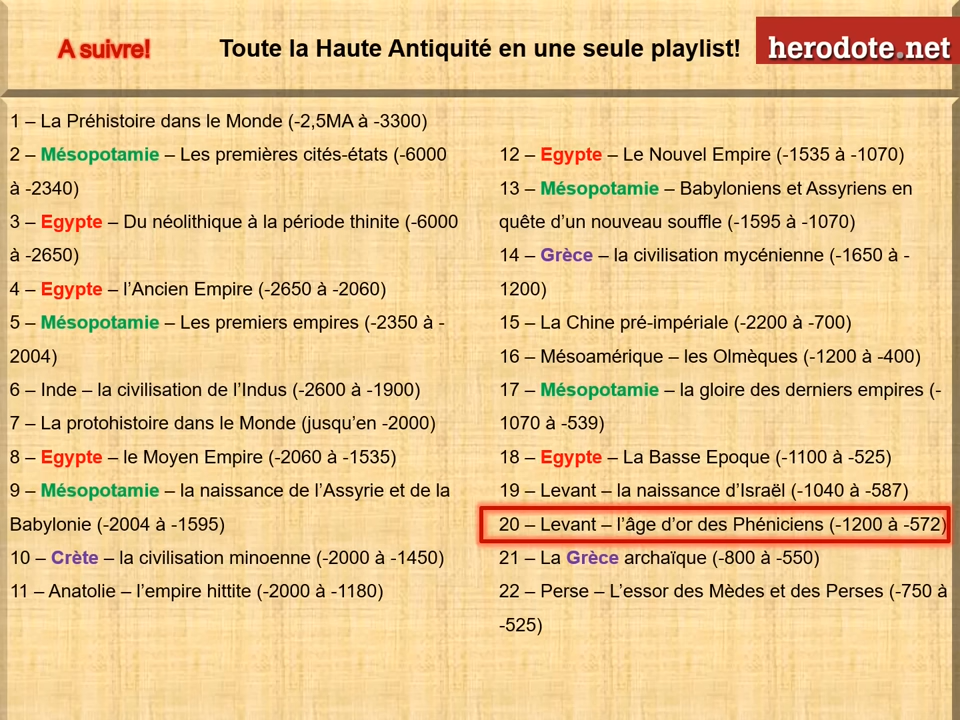 A suivre!
Toute la Haute Antiquité en une seule playlist!
herodote.net
1 – La Préhistoire dans le Monde (-2,5MA à -3300)
2 – Mésopotamie – Les premières cités-états (-6000
à -2340)
3 – Egypte – Du néolithique à la période thinite (-6000
à -2650)
4 – Egypte – l’Ancien Empire (-2650 à -2060)
5 – Mésopotamie – Les premiers empires (-2350 à -
2004)
6 – Inde – la civilisation de l’Indus (-2600 à -1900)
7 – La protohistoire dans le Monde (jusqu’en -2000)
8 – Egypte – le Moyen Empire (-2060 à -1535)
9 – Mésopotamie – la naissance de l’Assyrie et de la
Babylonie (-2004 à -1595)
10 – Crète – la civilisation minoenne (-2000 à -1450)
11 – Anatolie – l’empire hittite (-2000 à -1180)
12 – Egypte – Le Nouvel Empire (-1535 à -1070)
13 – Mésopotamie – Babyloniens et Assyriens en
quête d’un nouveau souffle (-1595 à -1070)
14 – Grèce – la civilisation mycénienne (-1650 à -
1200)
15 – La Chine pré-impériale (-2200 à -700)
16 – Mésoamérique – les Olmèques (-1200 à -400)
17 – Mésopotamie – la gloire des derniers empires (-
1070 à -539)
18 – Egypte – La Basse Epoque (-1100 à -525)
19 – Levant – la naissance d’Israël (-1040 à -587)
20 – Levant – l’âge d’or des Phéniciens (-1200 à -572)
21 – La Grèce archaïque (-800 à -550)
22 – Perse – L’essor des Mèdes et des Perses (-750 à
-525)